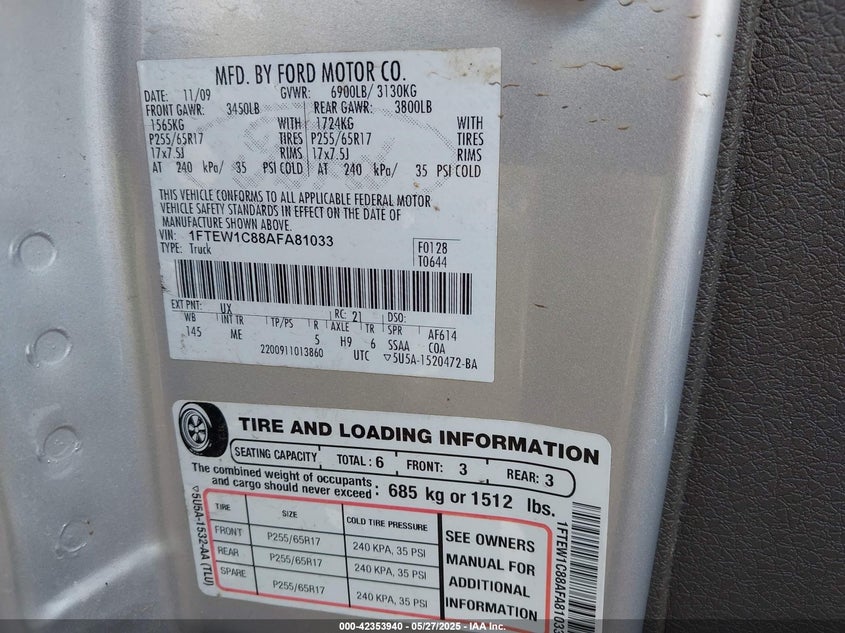 MFD. BY FORD MOTOR CO.
DATE: 11/09 GVWR: 6900LB/ 3130KG
FRONT GAWR: 3450LB REAR GAWR: 3800LB
1565KG WITH 1724KG WITH
P255/65R17 TIRES P255/65R17 TIRES
17x7.5J RIMS 17x7.5J RIMS
AT 240 kPa/ 35 PSI COLD AT 240 kPa/ 35 PSI COLD
THIS VEHICLE CONFORMS TO ALL APPLICABLE FEDERAL MOTOR
VEHICLE SAFETY STANDARDS IN EFFECT ON THE DATE OF
MANUFACTURE SHOWN ABOVE.
VIN: 1FTEW1C88AFA81033
TYPE: Truck
F0128
T0644
EXT PNT: UX RC: 21 DSO:
WB INT TR TP/PS R AXLE TR SPR AF614
145 ME 5 H9 6 SSAA COA
2200911013860 UTC ▽5U5A-1520472-BA
TIRE AND LOADING INFORMATION
SEATING CAPACITY TOTAL: 6 FRONT: 3 REAR: 3
The combined weight of occupants
and cargo should never exceed: 685 kg or 1512 lbs.
TIRE SIZE COLD TIRE PRESSURE
FRONT P255/65R17 240 KPA, 35 PSI
REAR P255/65R17 240 KPA, 35 PSI
SPARE P255/65R17 240 KPA, 35 PSI
SEE OWNERS
MANUAL FOR
ADDITIONAL
INFORMATION
▽5U5A-1532-AA (TLU)
1FTEW1C88AFA81033
000-42353940 - 05/27/2025 - IAA Inc.